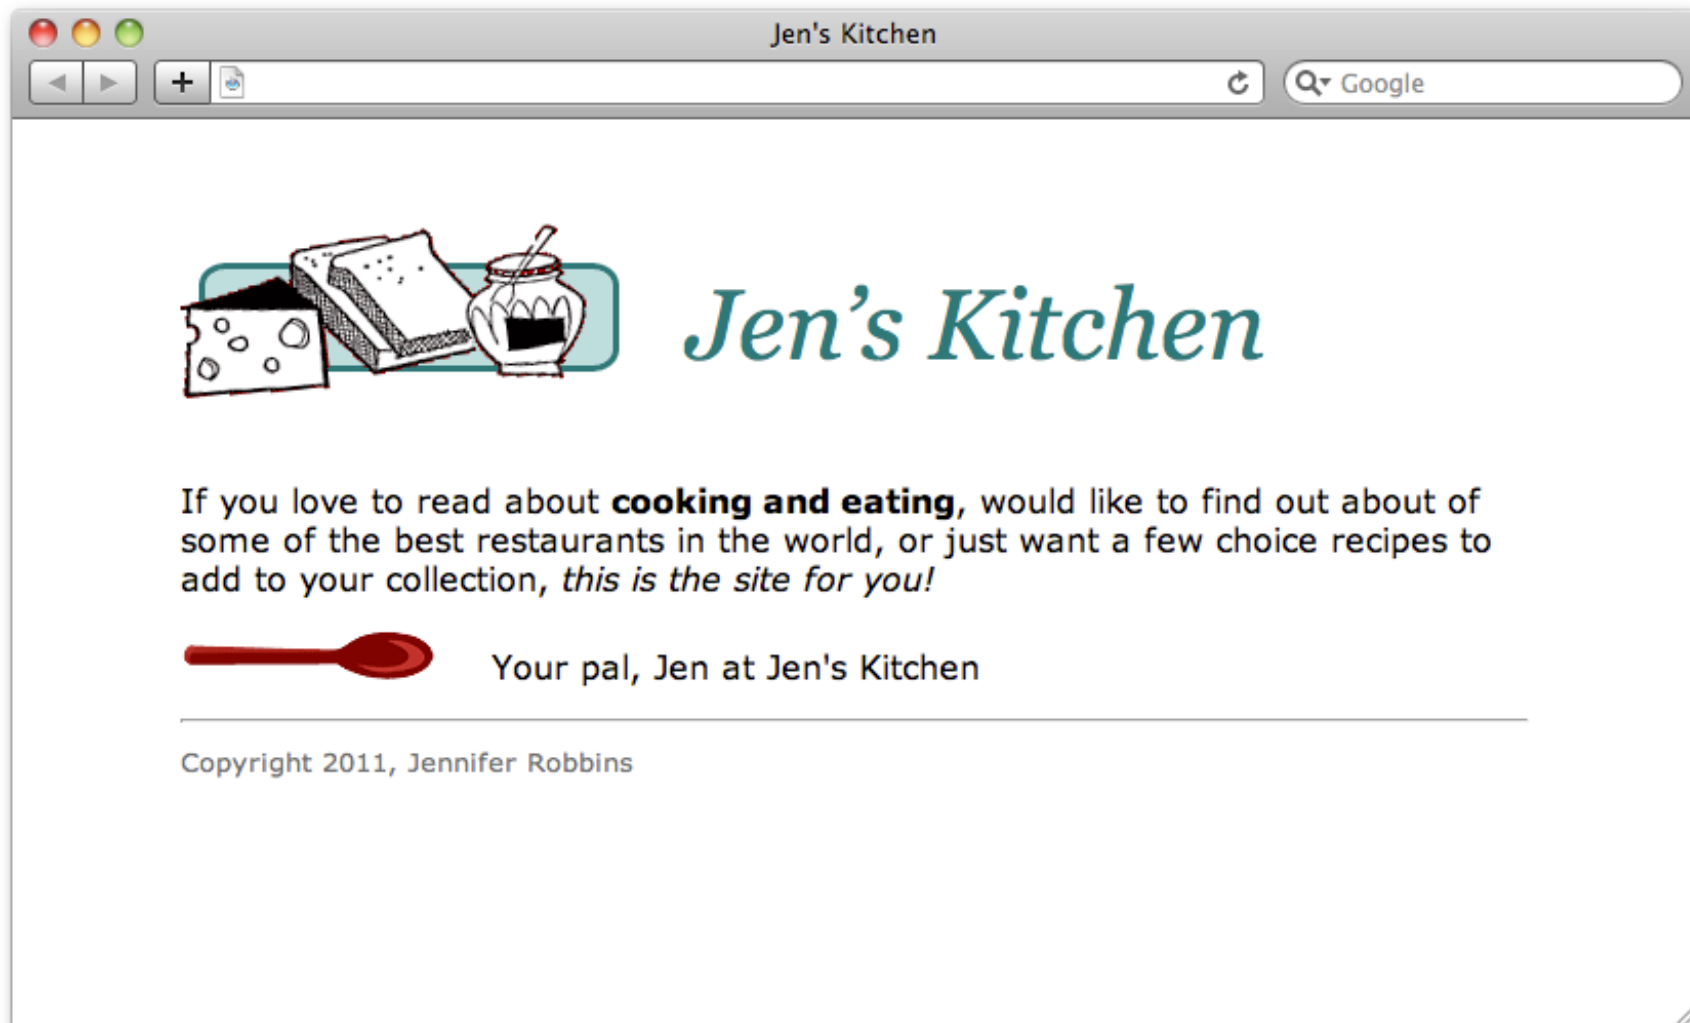 Jen's Kitchen
Google
Jen’s Kitchen
If you love to read about cooking and eating, would like to find out about of
some of the best restaurants in the world, or just want a few choice recipes to
add to your collection, this is the site for you!
Your pal, Jen at Jen's Kitchen
Copyright 2011, Jennifer Robbins